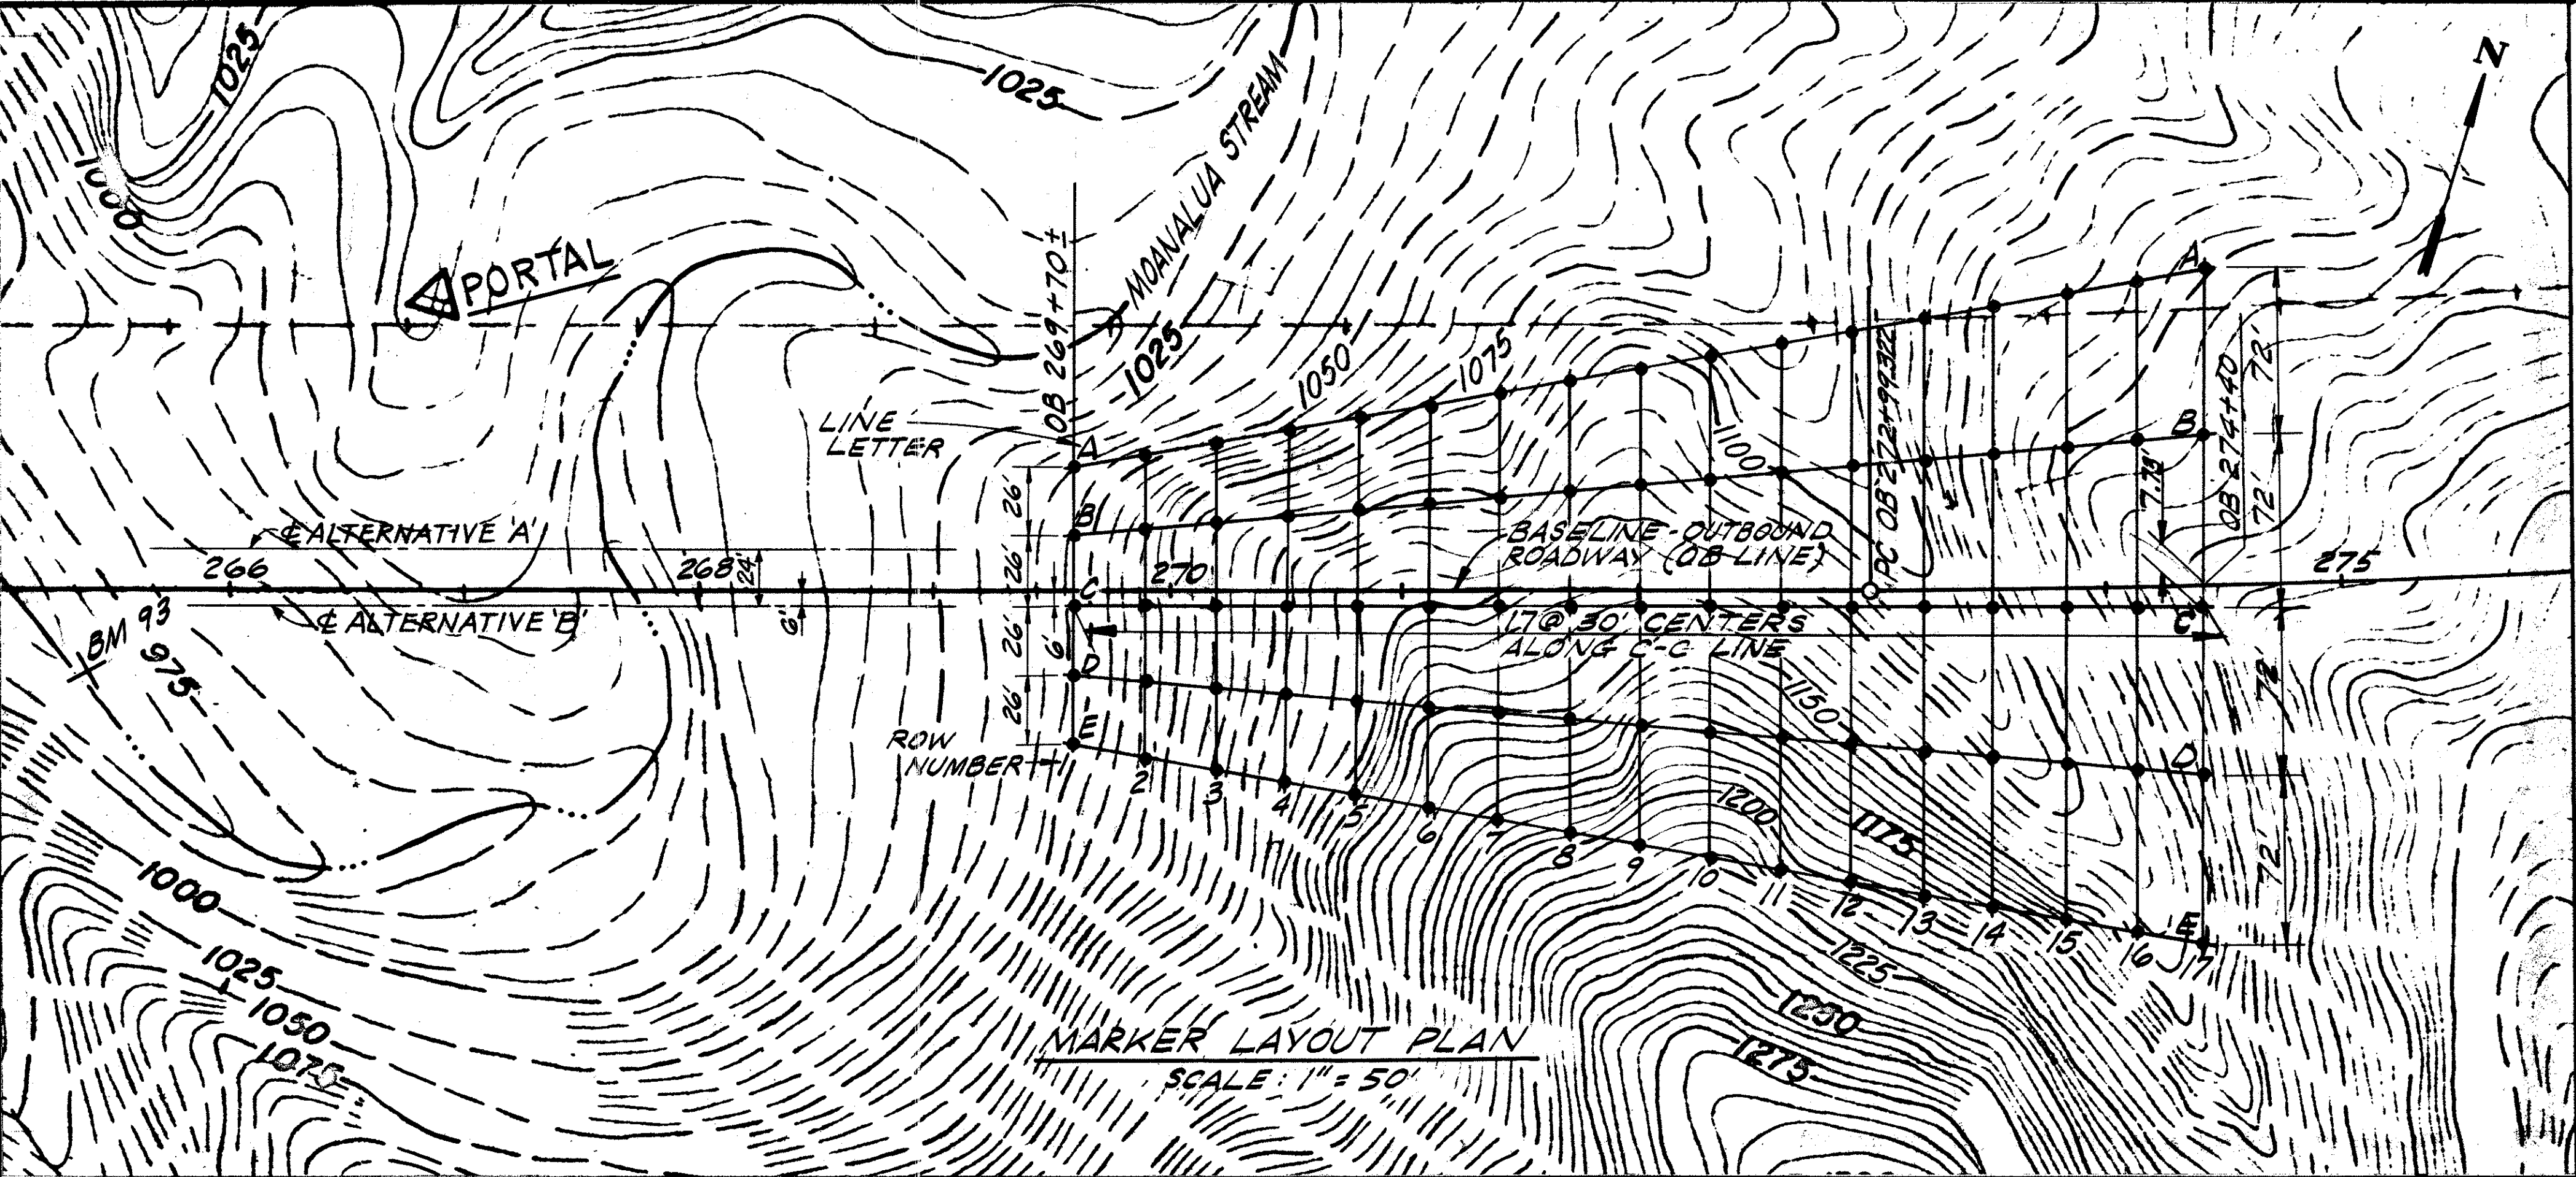 1025
1025
MOANALUA STREAM
N
1000
PORTAL
OB 269+70±
1025
1050
1075
A
72'
OB 274+40
LINE
LETTER
A
PC OB 272+99.322
B
72'
1100
7.75'
26'
B
26'
BASELINE - OUTBOUND
ROADWAY (OB LINE)
℄ ALTERNATIVE 'A'
266
268
24'
C
270
275
℄ ALTERNATIVE 'B'
6'
BM 93
975
26'
6'
17 @ 30' CENTERS
ALONG C-C LINE
C
D
72'
26'
1150
E
D
ROW
NUMBER
1
2
3
4
5
6
7
8
9
10
11
12
13
14
15
16
17
E
72'
1200
1175
1000
1225
1025
1050
1075
1250
1275
MARKER LAYOUT PLAN
SCALE: 1" = 50'